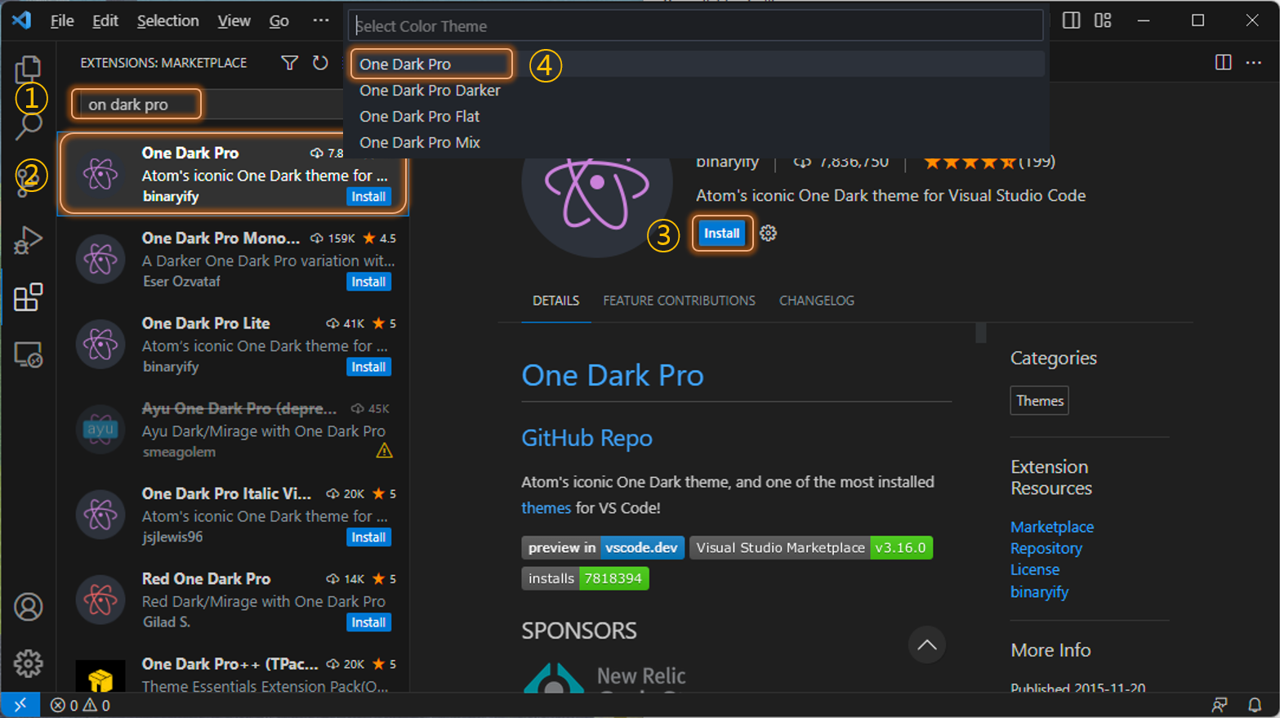 File Edit Selection View Go ···
Select Color Theme
EXTENSIONS: MARKETPLACE
④
One Dark Pro
One Dark Pro Darker
One Dark Pro Flat
One Dark Pro Mix
①
on dark pro
②
One Dark Pro 7.8
Atom's iconic One Dark theme for ...
binaryify Install
One Dark Pro Mono... 159K 4.5
A Darker One Dark Pro variation wit...
Eser Ozvataf Install
One Dark Pro Lite 41K 5
Atom's iconic One Dark theme for ...
binaryify Install
Ayu One Dark Pro (depre... 45K
ayu
Ayu Dark/Mirage with One Dark Pro
smeagolem
One Dark Pro Italic Vi... 20K 5
Atom's iconic One Dark theme for ...
jsjlewis96 Install
Red One Dark Pro 14K 5
Red Dark/Mirage with One Dark Pro
Gilad S. Install
One Dark Pro++ (TPac... 20K 5
Theme Essentials Extension Pack(O...
binaryify | 7,836,750 | (199)
Atom's iconic One Dark theme for Visual Studio Code
③
Install
DETAILS FEATURE CONTRIBUTIONS CHANGELOG
One Dark Pro
GitHub Repo
Atom's iconic One Dark theme, and one of the most installed
themes for VS Code!
preview in vscode.dev Visual Studio Marketplace v3.16.0
installs 7818394
SPONSORS
New Relic
Categories
Themes
Extension
Resources
Marketplace
Repository
License
binaryify
More Info
Published 2015-11-20
0 0